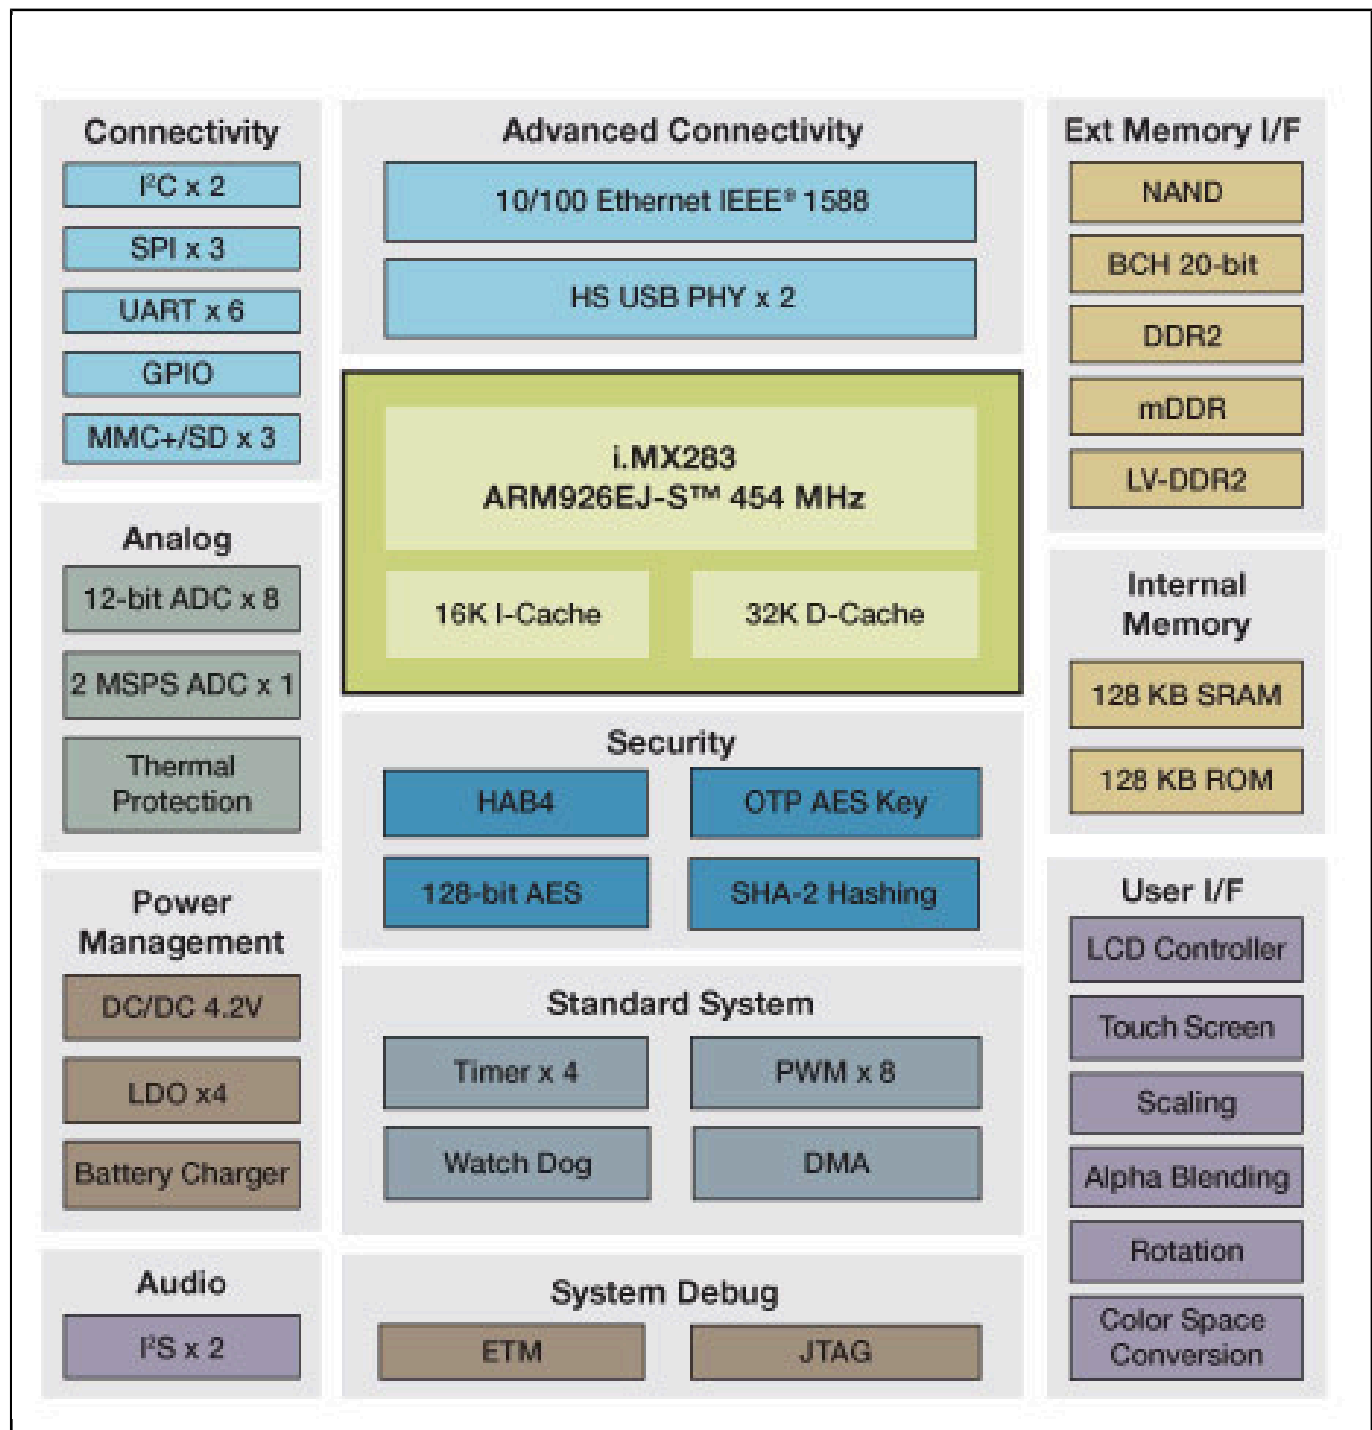 Connectivity
I²C x 2
SPI x 3
UART x 6
GPIO
MMC+/SD x 3
Analog
12-bit ADC x 8
2 MSPS ADC x 1
Thermal
Protection
Power
Management
DC/DC 4.2V
LDO x4
Battery Charger
Audio
I²S x 2
Advanced Connectivity
10/100 Ethernet IEEE® 1588
HS USB PHY x 2
i.MX283
ARM926EJ-S™ 454 MHz
16K I-Cache
32K D-Cache
Security
HAB4
OTP AES Key
128-bit AES
SHA-2 Hashing
Standard System
Timer x 4
PWM x 8
Watch Dog
DMA
System Debug
ETM
JTAG
Ext Memory I/F
NAND
BCH 20-bit
DDR2
mDDR
LV-DDR2
Internal
Memory
128 KB SRAM
128 KB ROM
User I/F
LCD Controller
Touch Screen
Scaling
Alpha Blending
Rotation
Color Space
Conversion